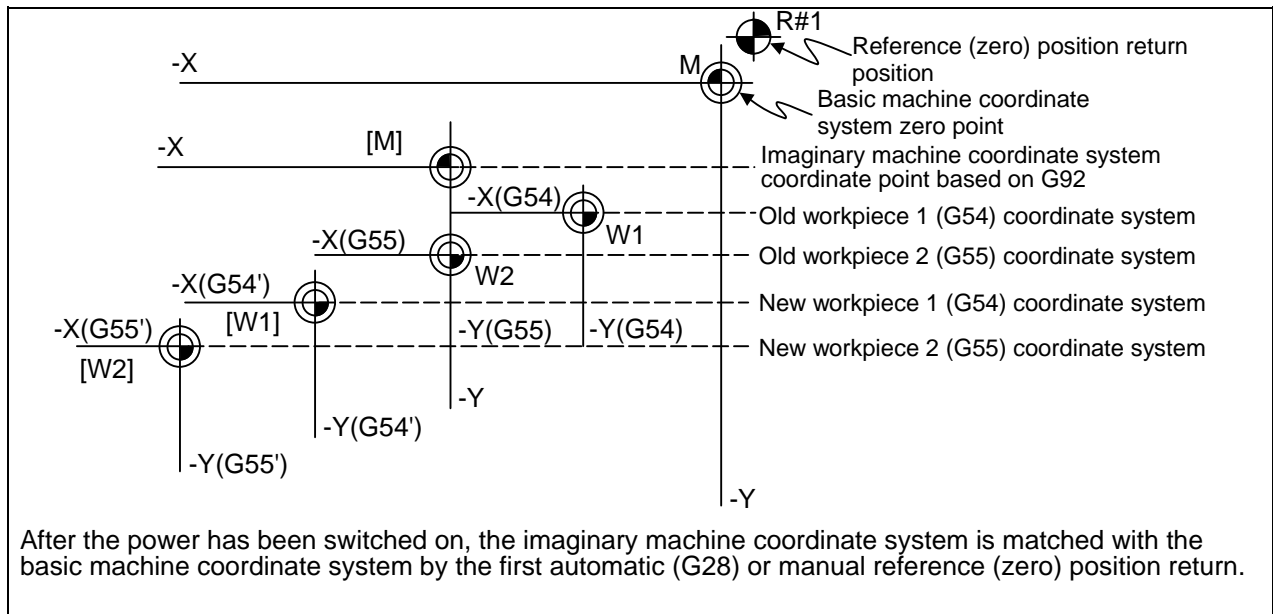 R#1
Reference (zero) position return
position
-X
M
Basic machine coordinate
system zero point
[M]
-X
Imaginary machine coordinate system
coordinate point based on G92
-X(G54)
Old workpiece 1 (G54) coordinate system
W1
-X(G55)
Old workpiece 2 (G55) coordinate system
W2
-X(G54')
New workpiece 1 (G54) coordinate system
[W1]
-Y(G55)
-Y(G54)
-X(G55')
New workpiece 2 (G55) coordinate system
[W2]
-Y
-Y(G54')
-Y(G55')
-Y
After the power has been switched on, the imaginary machine coordinate system is matched with the
basic machine coordinate system by the first automatic (G28) or manual reference (zero) position return.